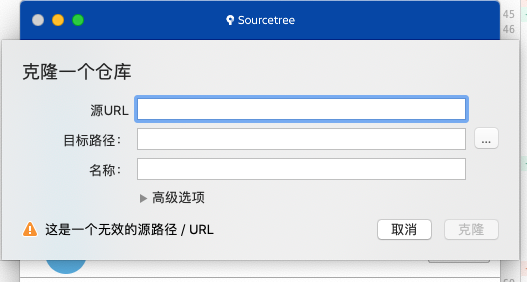 Sourcetree
45
46
克隆一个仓库
源URL
目标路径：
...
名称：
高级选项
这是一个无效的源路径 / URL
取消
克隆